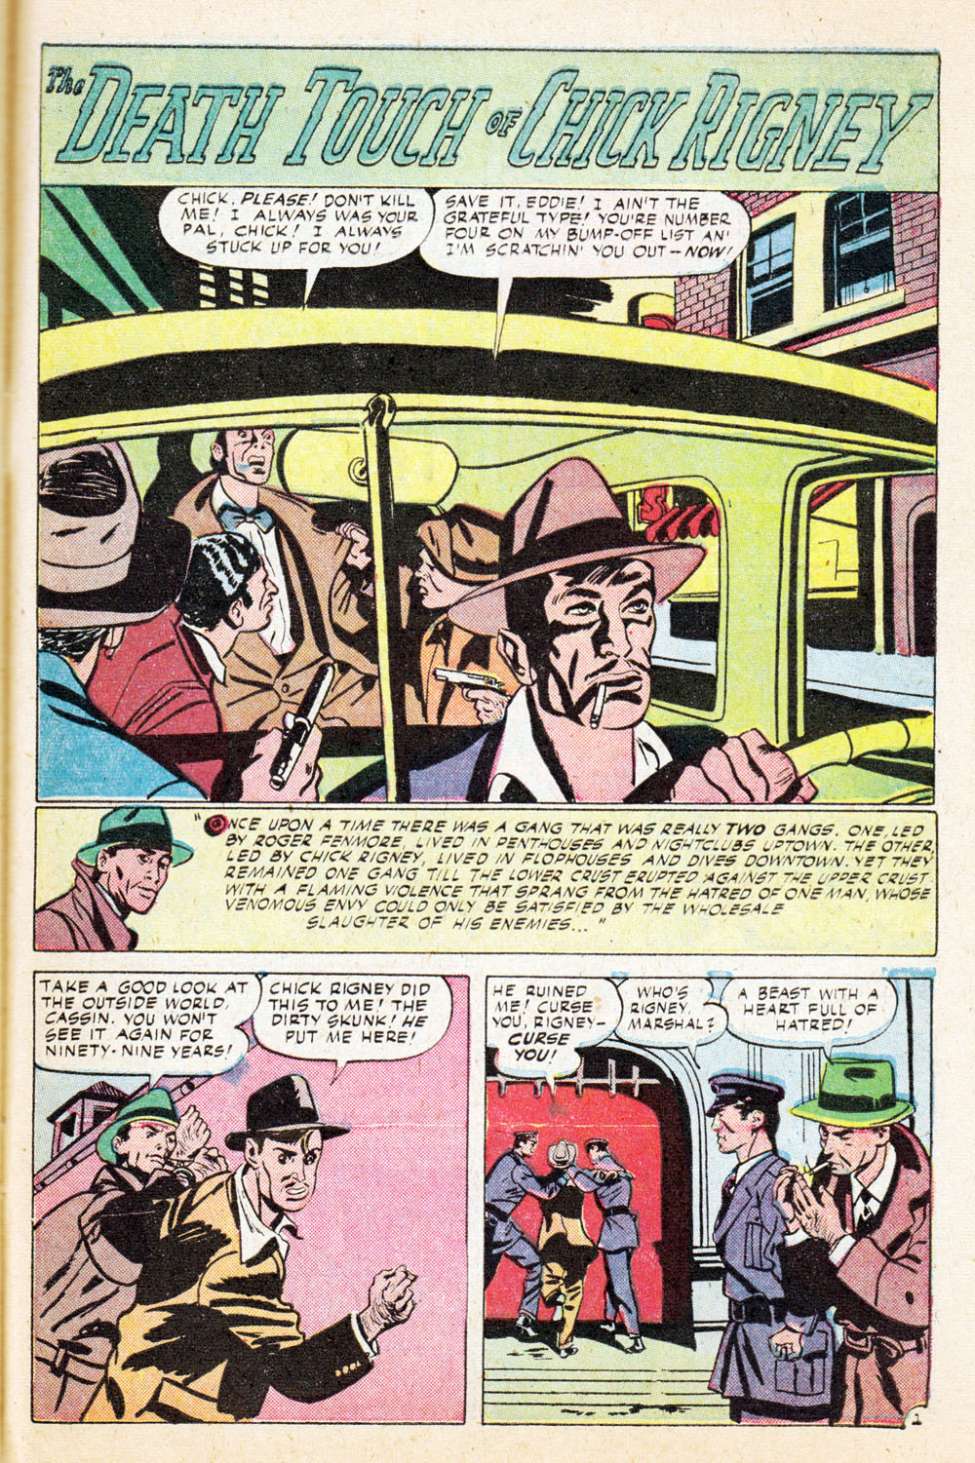 The DEATH TOUCH OF CHICK RIGNEY
CHICK, PLEASE! DON'T KILL
ME! I ALWAYS WAS YOUR
PAL, CHICK! I ALWAYS
STUCK UP FOR YOU!
SAVE IT, EDDIE! I AIN'T THE
GRATEFUL TYPE! YOU'RE NUMBER
FOUR ON MY BUMP-OFF LIST AN'
I'M SCRATCHIN' YOU OUT-NOW!
S
"ONCE UPON A TIME THERE WAS A GANG THAT WAS REALLY TWO GANGS. ONE, LED
BY ROGER FENMORE, LIVED IN PENTHOUSES AND NIGHTCLUBS UPTOWN. THE OTHER,
LED BY CHICK RIGNEY, LIVED IN FLOPHOUSES AND DIVES DOWNTOWN. YET THEY
REMAINED ONE GANG TILL THE LOWER CRUST ERUPTED AGAINST THE UPPER CRUST
WITH A FLAMING VIOLENCE THAT SPRANG FROM THE HATRED OF ONE MAN, WHOSE
VENOMOUS ENVY COULD ONLY BE SATISFIED BY THE WHOLESALE
SLAUGHTER OF HIS ENEMIES..."
TAKE A GOOD LOOK AT
THE OUTSIDE WORLD,
CASSIN. YOU WON'T
SEE IT AGAIN FOR
NINETY-NINE YEARS!
CHICK RIGNEY DID
THIS TO ME! THE
DIRTY SKUNK! HE
PUT ME HERE!
HE RUINED
ME! CURSE
YOU, RIGNEY-
CURSE
YOU!
WHO'S
RIGNEY,
MARSHAL?
A BEAST WITH A
HEART FULL OF
HATRED!
1